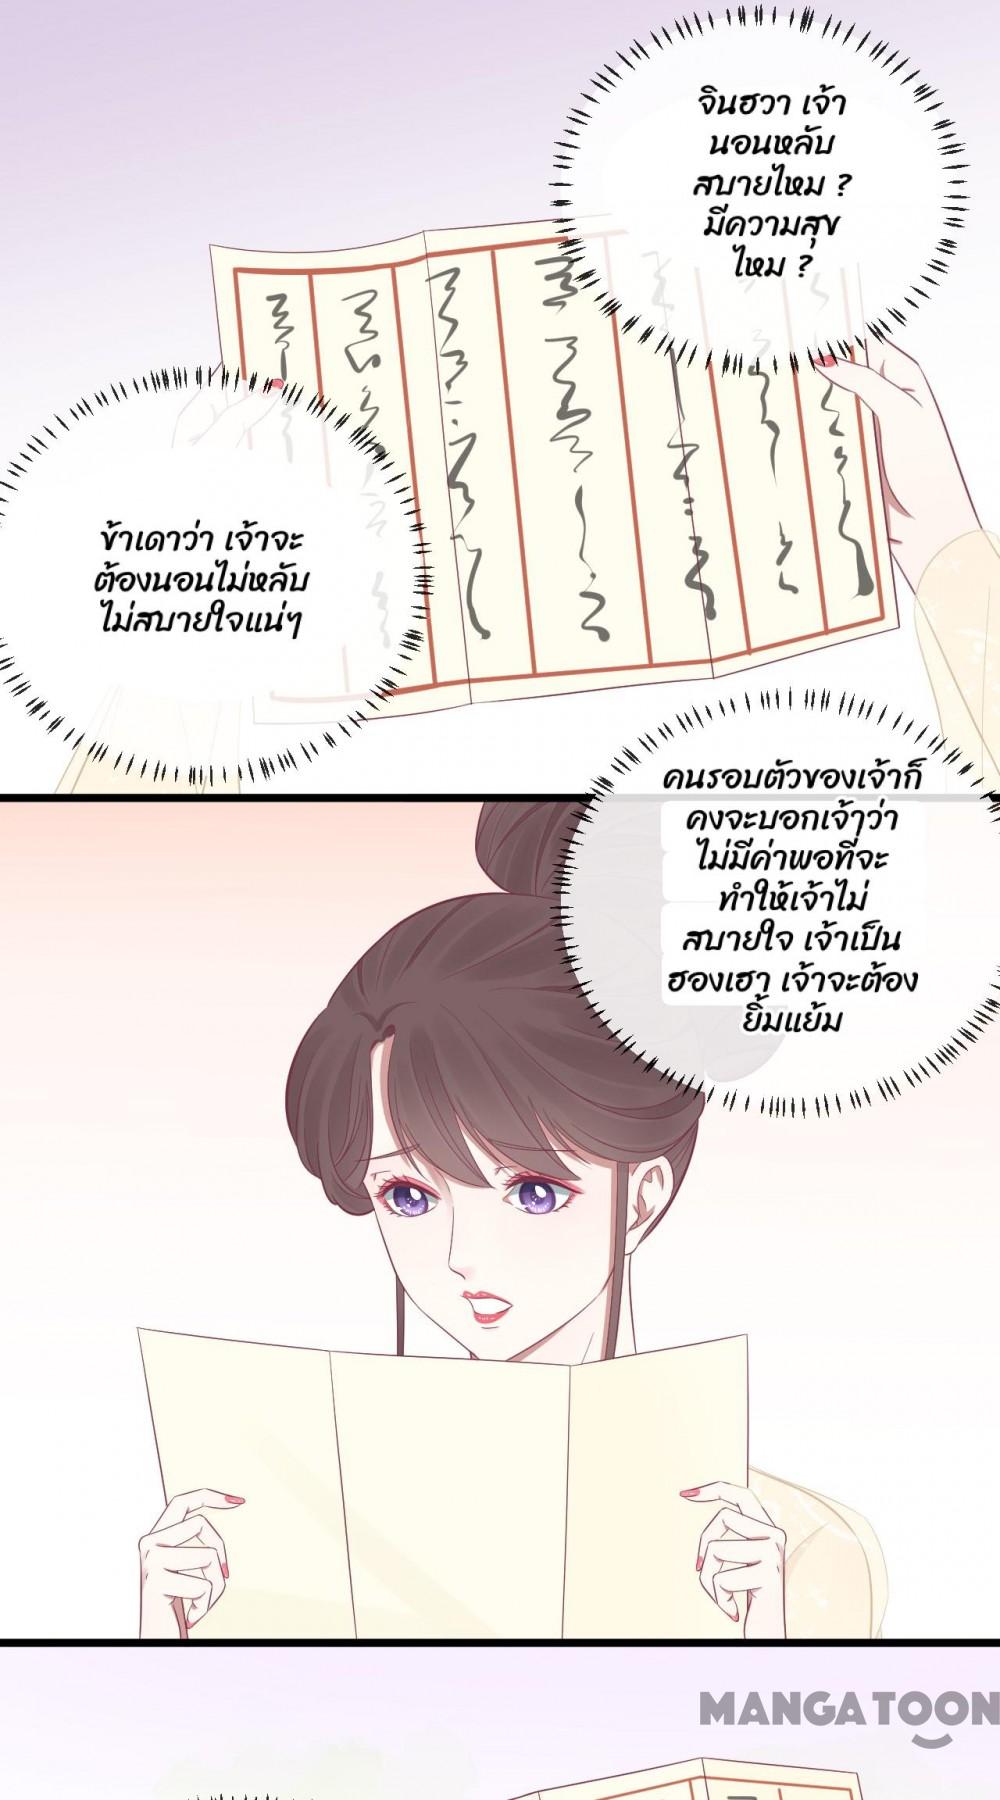 จินฮวา เจ้า
นอนหลับ
สบายไหม ?
มีความสุข
ไหม ?
ข้าเดาว่า เจ้าจะ
ต้องนอนไม่หลับ
ไม่สบายใจแน่ๆ
คนรอบตัวของเจ้าก็
คงจะบอกเจ้าว่า
ไม่มีค่าพอที่จะ
ทำให้เจ้าไม่
สบายใจ เจ้าเป็น
ฮองเฮา เจ้าจะต้อง
ยิ้มแย้ม
MANGATOON